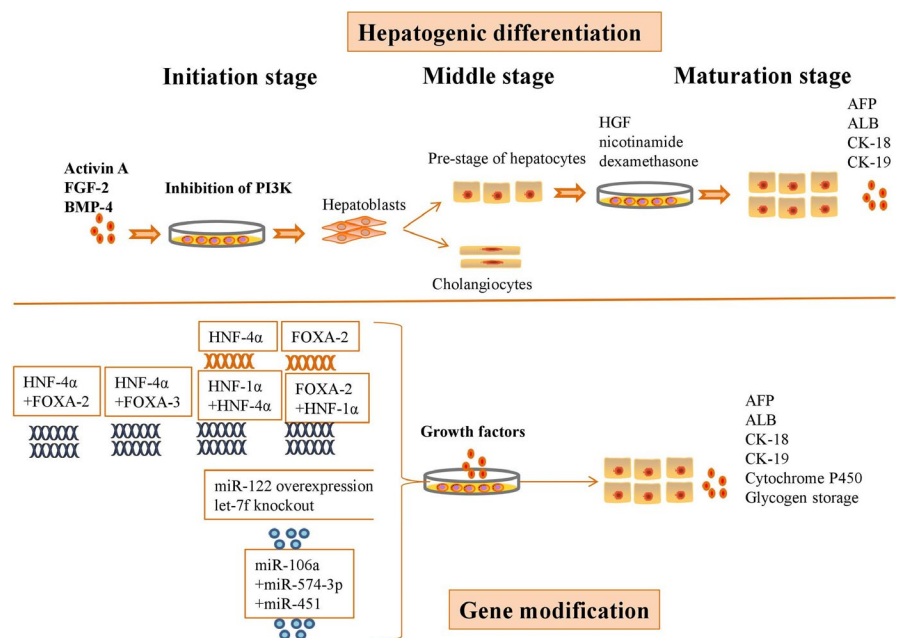 Hepatogenic differentiation
Initiation stage
Middle stage
Maturation stage
Activin A
FGF-2
BMP-4
Inhibition of PI3K
Hepatoblasts
Pre-stage of hepatocytes
Cholangiocytes
HGF
nicotinamide
dexamethasone
AFP
ALB
CK-18
CK-19
HNF-4α
FOXA-2
HNF-4α
+FOXA-2
HNF-4α
+FOXA-3
HNF-1α
+HNF-4α
FOXA-2
+HNF-1α
miR-122 overexpression
let-7f knockout
miR-106a
+miR-574-3p
+miR-451
Growth factors
AFP
ALB
CK-18
CK-19
Cytochrome P450
Glycogen storage
Gene modification